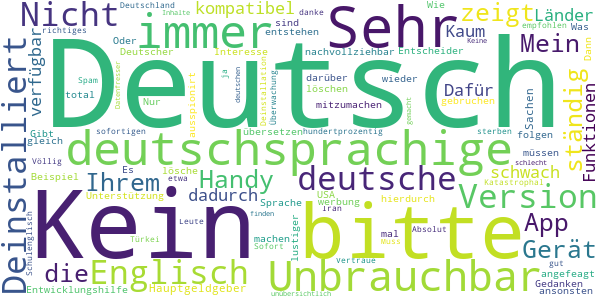 Deutschland
Inhalte
danke
Wie
Nicht
immer
Sehr
kompatibel
zeigt
Länder
richtiges
sind
Kaum
Was
empfohlen
Oder
entstehen
nachvollziehbar
Entscheider
Keine
Dann
Deutsch
Deutscher
Interesse
darüber
wieder
Mein
verfügbar
Spam
ja
löschen
Dafür
ständig
total
Datenfresser
Nur
ausspioniert
Deinstallation
Überwachung
deutschen
mitzumachen
gebruchen
Sachen
Funktionen
Deinstalliert
Gibt
übersetzen
hundertprozentig
gemacht
sterben
folgen
gleich
sofortigen
müssen
deutschsprachige
Völlig
Es
lösche
schlecht
Beispiel
etwa
Ihrem
Handy
deutsche
schwach
Katastrophal
Unterstützung
dadurch
Sprache
USA
hierdurch
Version
Kein
bitte
Schulenglisch
die
Leute
werbung
Iran
mal
Absolut
App
finden
lustiger
Muss
Türkei
machen
Sofort
Vertraue
gut
Gerät
angefeagt
Englisch
Unbrauchbar
Gedanken
Entwicklungshilfe
Hauptgeldgeber
unübersichtlich
ansonsten